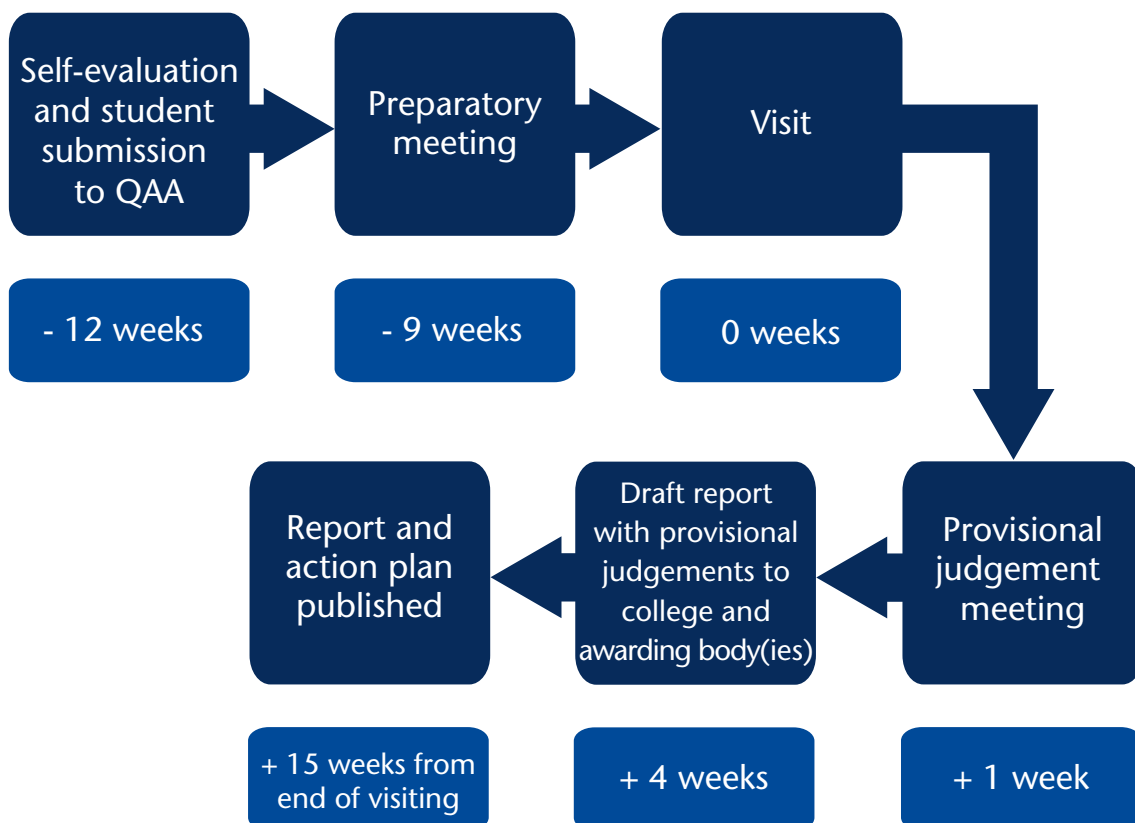 Self-evaluation
and student
submission
to QAA
Preparatory
meeting
Visit
- 12 weeks
- 9 weeks
0 weeks
Provisional
judgement
meeting
Draft report
with provisional
judgements to
college and
awarding body(ies)
Report and
action plan
published
+ 1 week
+ 4 weeks
+ 15 weeks from
end of visiting